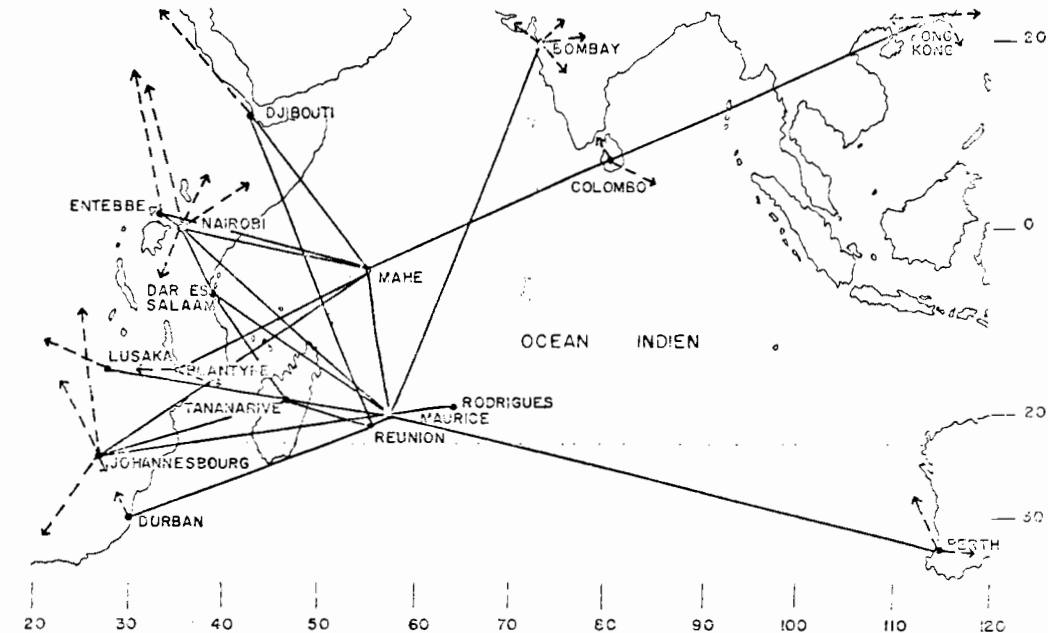 20
BOMBAY
KONG
DJIBOUTI
COLOMBO
ENTEBBE
NAIROBI
0
MAHE
DAR ES
SALAAM
OCEAN INDIEN
LUSAKA
BLANTYRE
TANANARIVE
RODRIGUES
MAURICE
20
REUNION
JOHANNESBOURG
DURBAN
30
PERTH
20 30 40 50 60 70 80 90 100 110 120